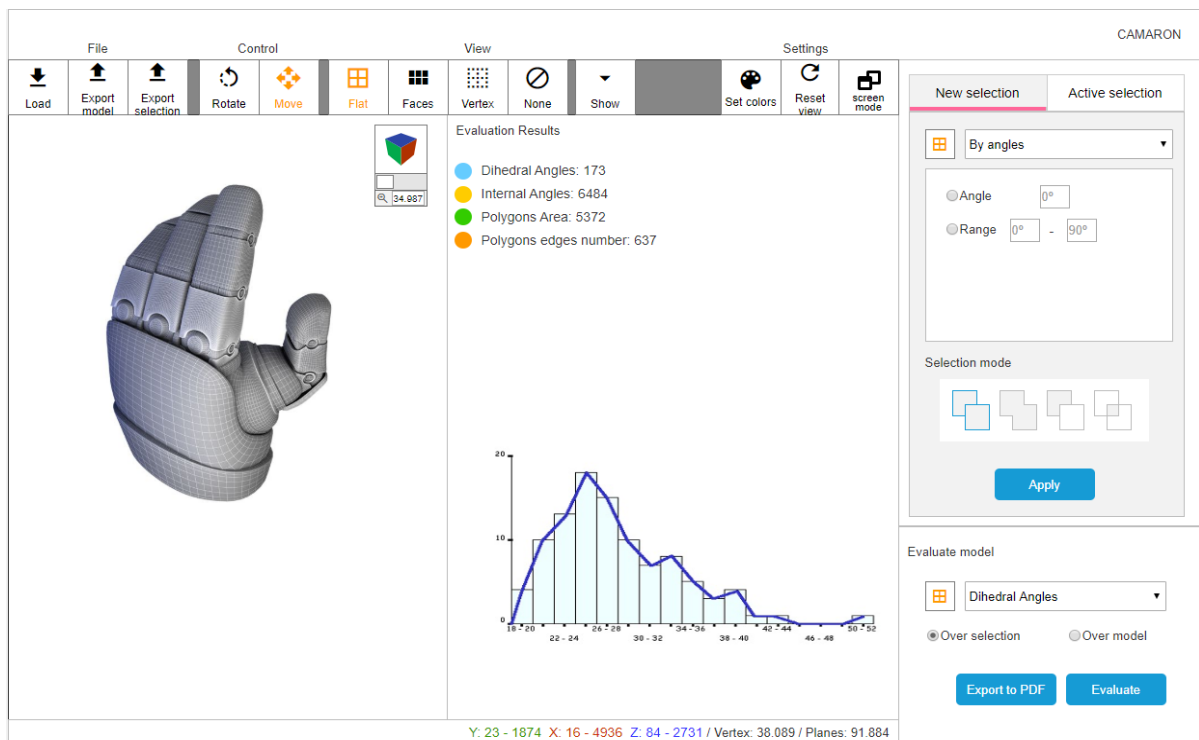 CAMARON
File Control View Settings
Load Export model Export selection Rotate Move Flat Faces Vertex None Show Set colors Reset view screen mode
34.987
Evaluation Results
Dihedral Angles: 173
Internal Angles: 6484
Polygons Area: 5372
Polygons edges number: 637
20
10
0
18 - 20 26 - 28 34 - 36 42 - 44 50 - 52
22 - 24 30 - 32 38 - 40 46 - 48
Y: 23 - 1874 X: 16 - 4936 Z: 84 - 2731 / Vertex: 38.089 / Planes: 91.884
New selection Active selection
By angles
Angle 0º
Range 0º - 90º
Selection mode
Apply
Evaluate model
Dihedral Angles
Over selection Over model
Export to PDF Evaluate